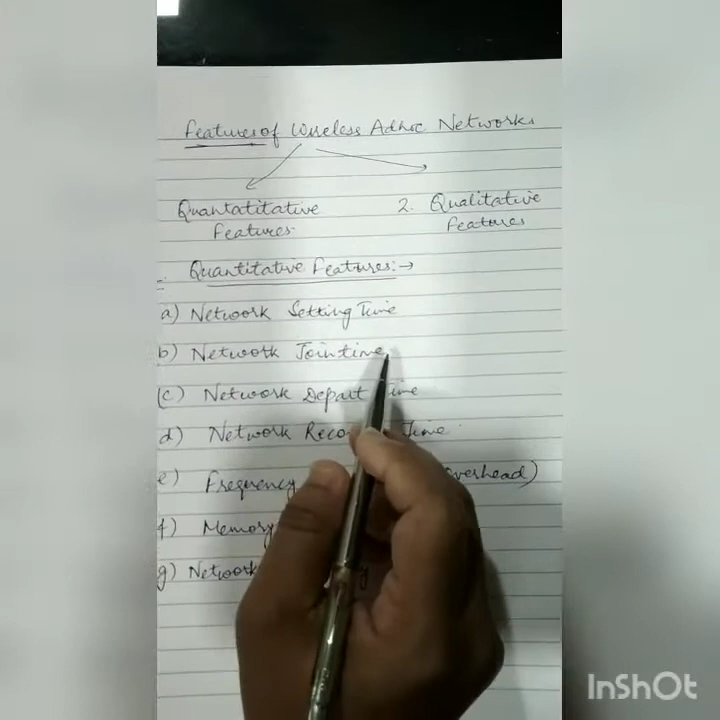 Features of Wireless Adhoc Networks
Quantatitative 2. Qualitative
Features. Features
Quantitative Features:→
a) Network Setting Time
b) Network Jointime
(c) Network Depart
d) Network Time
e) Frequency overhead)
f) Memory
g) Network
InShOt